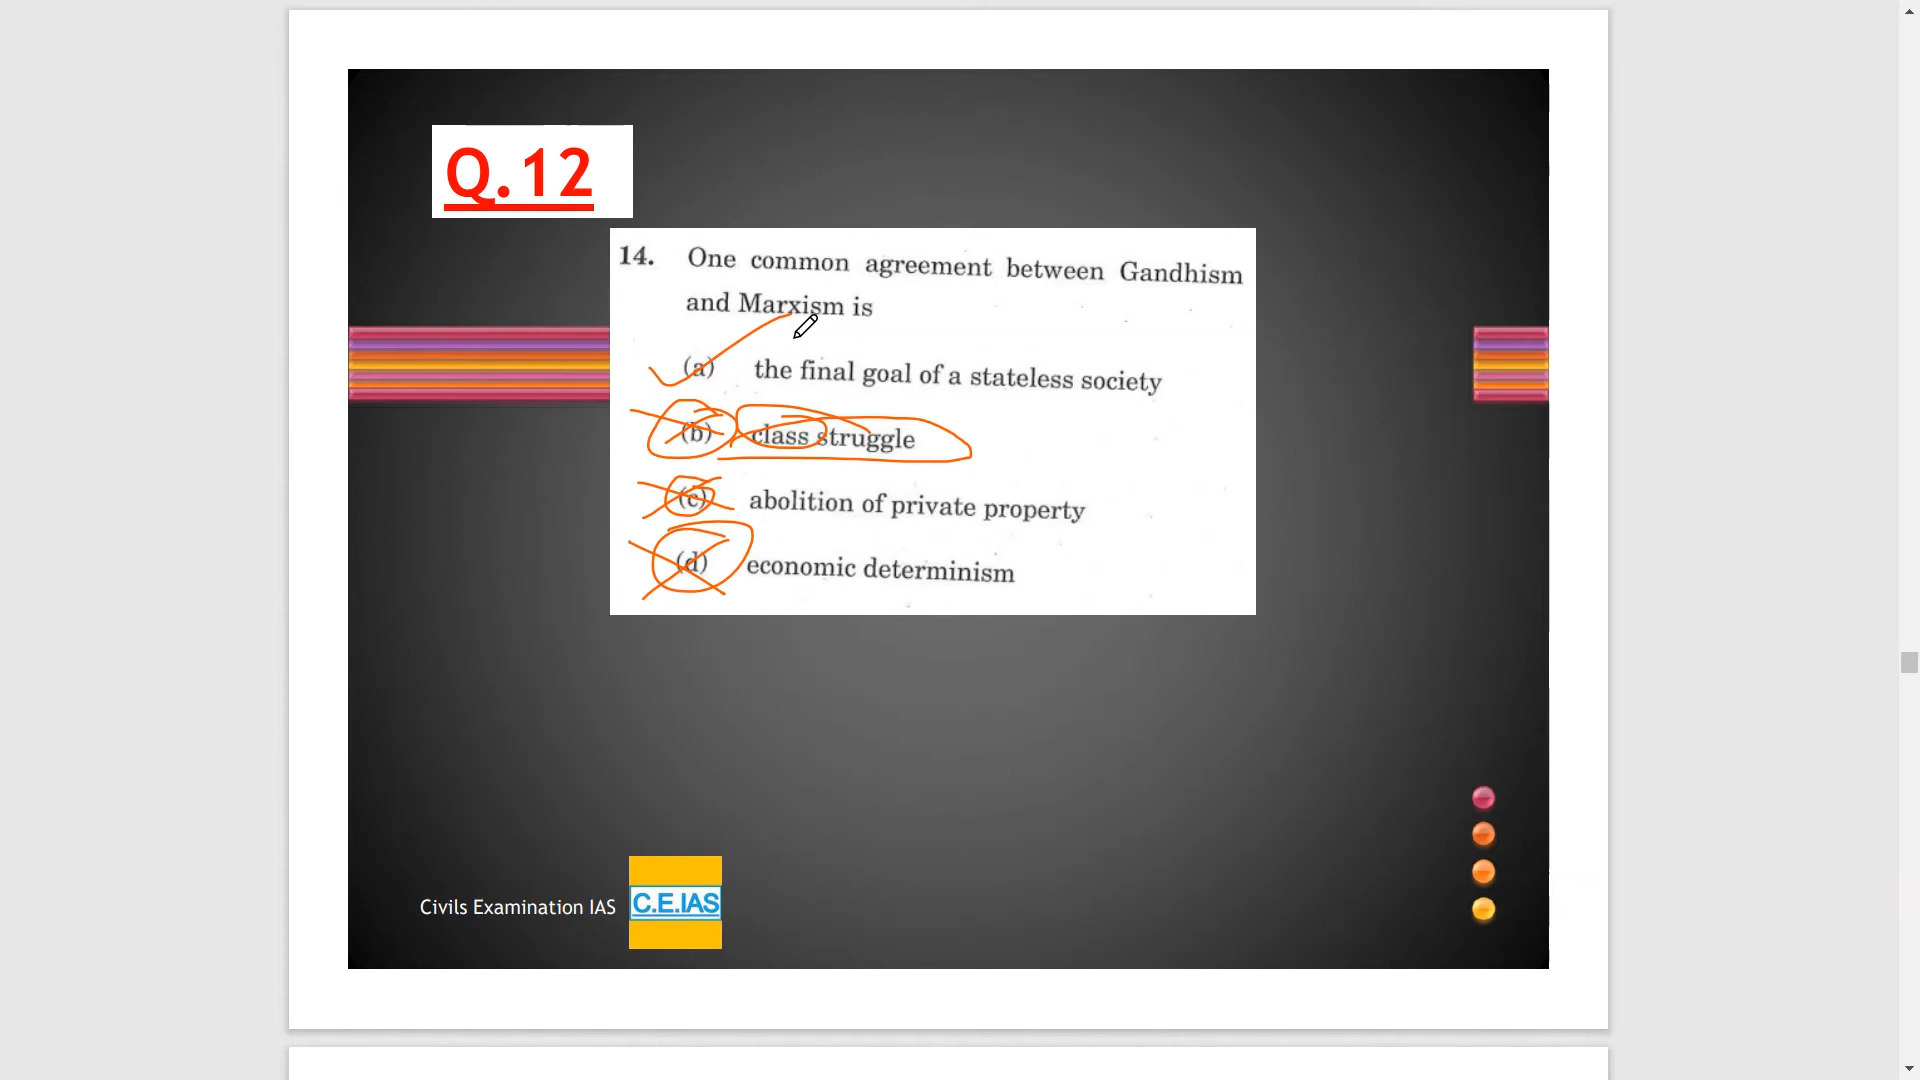 Q.12
14. One common agreement between Gandhism
and Marxism is
(a) the final goal of a stateless society
(b) class struggle
(c) abolition of private property
(d) economic determinism
Civils Examination IAS C.E.IAS